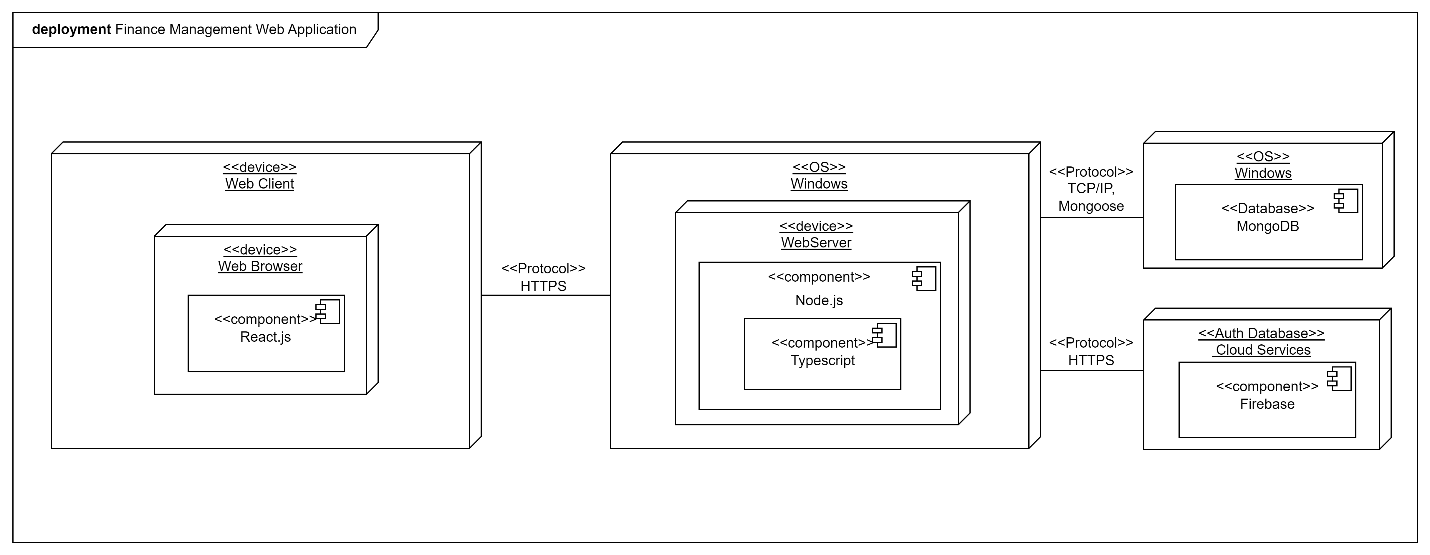 deployment Finance Management Web Application
<<device>>
Web Client
<<device>>
Web Browser
<<component>>
React.js
<<Protocol>>
HTTPS
<<OS>>
Windows
<<device>>
WebServer
<<component>>
Node.js
<<component>>
Typescript
<<Protocol>>
TCP/IP,
Mongoose
<<OS>>
Windows
<<Database>>
MongoDB
<<Protocol>>
HTTPS
<<Auth Database>>
Cloud Services
<<component>>
Firebase